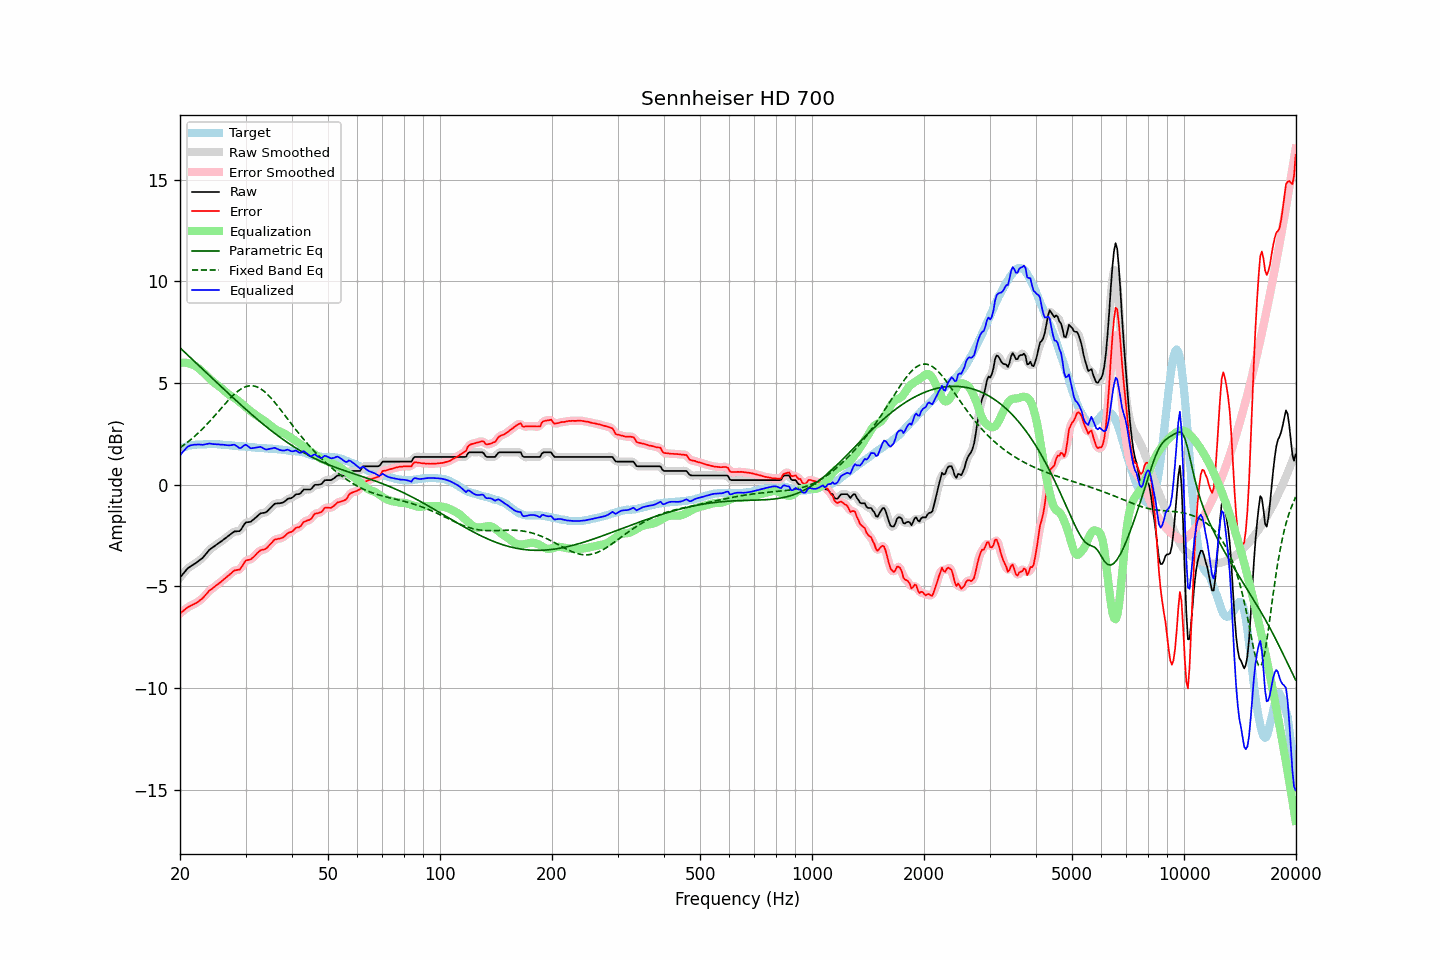 Sennheiser HD 700
Target
Raw Smoothed
Error Smoothed
Raw
Error
Equalization
Parametric Eq
Fixed Band Eq
Equalized
Amplitude (dBr)
15
10
5
0
−5
−10
−15
20 50 100 200 500 1000 2000 5000 10000 20000
Frequency (Hz)